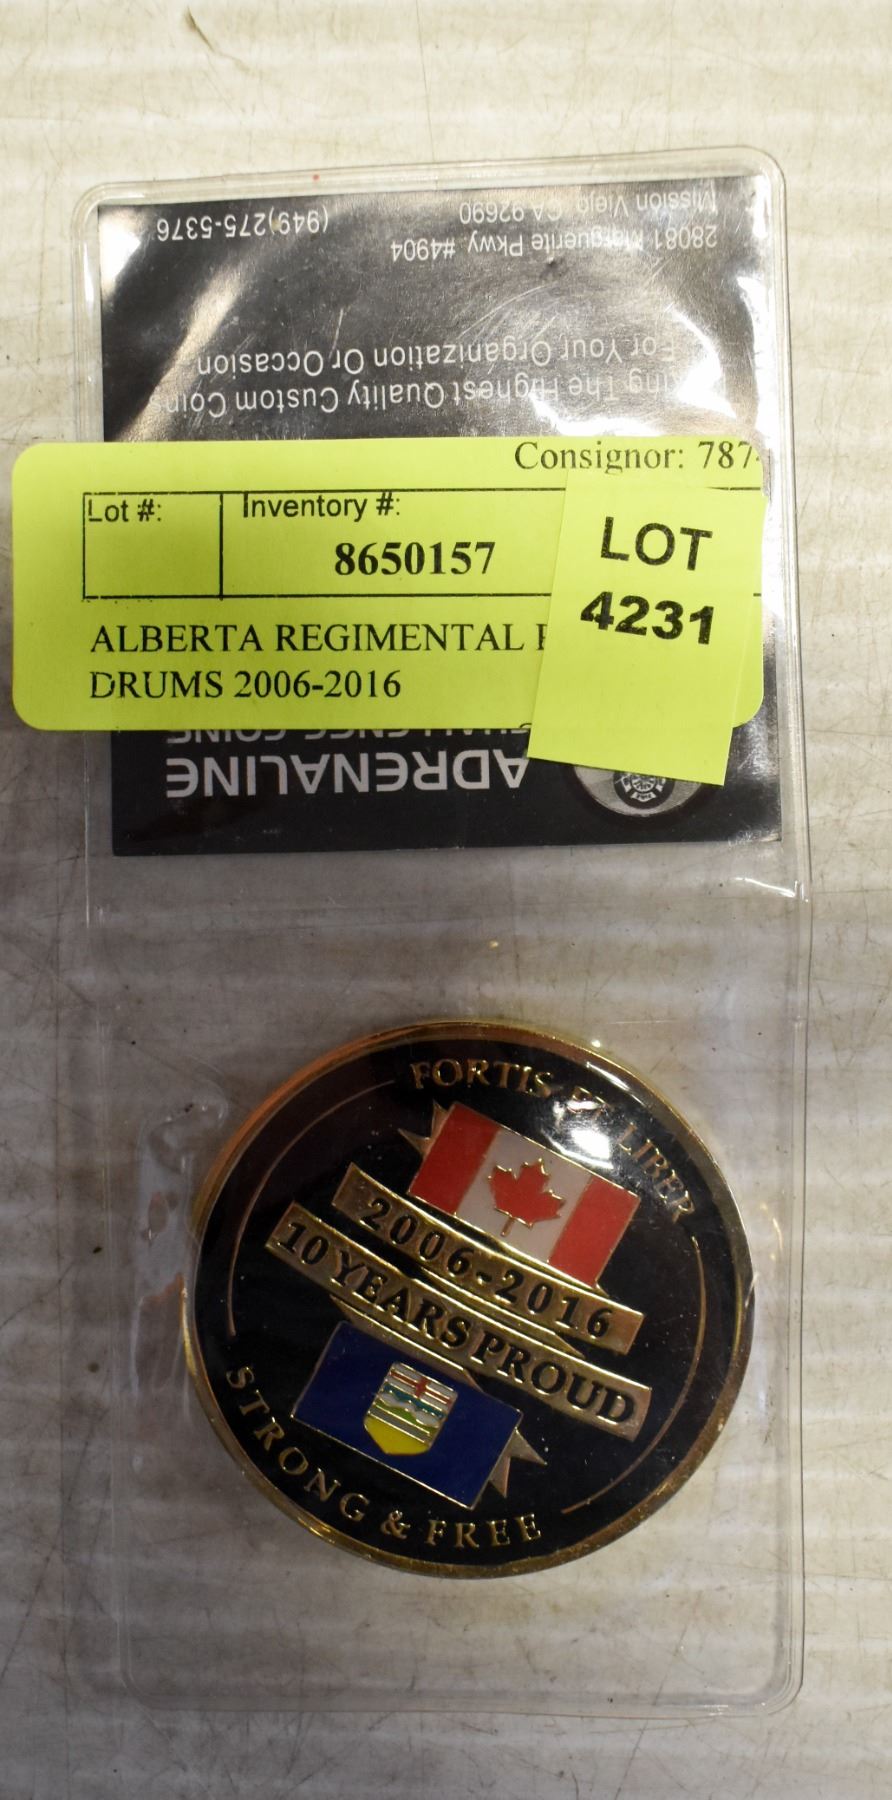 (949)275-5376
28081 Marguerite Pkwy #4904
Mission Viejo, CA 92690
The Highest Quality Custom Coins
For Your Organization Or Occasion
Consignor: 787
Lot #:
Inventory #:
8650157
LOT
4231
ALBERTA REGIMENTAL
DRUMS 2006-2016
ADRENALINE
FORTIS ET LIBER
2006-2016
10 YEARS PROUD
STRONG & FREE